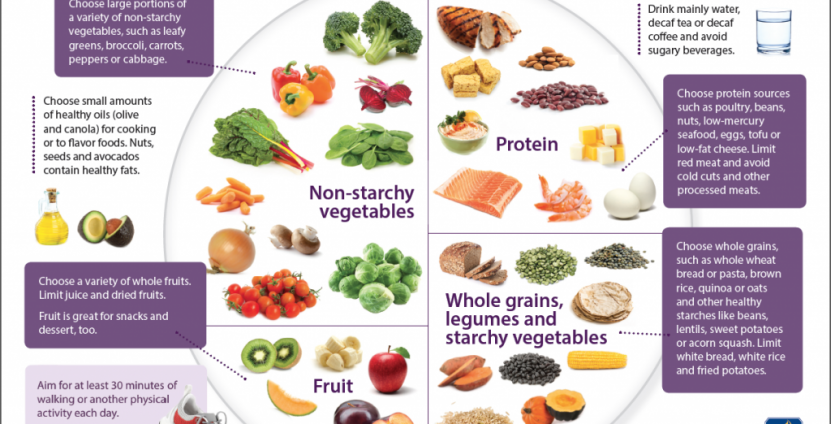 Choose large portions of
a variety of non-starchy
vegetables, such as leafy
greens, broccoli, carrots,
peppers or cabbage.
Choose small amounts
of healthy oils (olive
and canola) for cooking
or to flavor foods. Nuts,
seeds and avocados
contain healthy fats.
Choose a variety of whole fruits.
Limit juice and dried fruits.
Fruit is great for snacks and
dessert, too.
Aim for at least 30 minutes of
walking or another physical
activity each day.
Non-starchy
vegetables
Fruit
Protein
Whole grains,
legumes and
starchy vegetables
Drink mainly water,
decaf tea or decaf
coffee and avoid
sugary beverages.
Choose protein sources
such as poultry, beans,
nuts, low-mercury
seafood, eggs, tofu or
low-fat cheese. Limit
red meat and avoid
cold cuts and other
processed meats.
Choose whole grains,
such as whole wheat
bread or pasta, brown
rice, quinoa or oats
and other healthy
starches like beans,
lentils, sweet potatoes
or acorn squash. Limit
white bread, white rice
and fried potatoes.